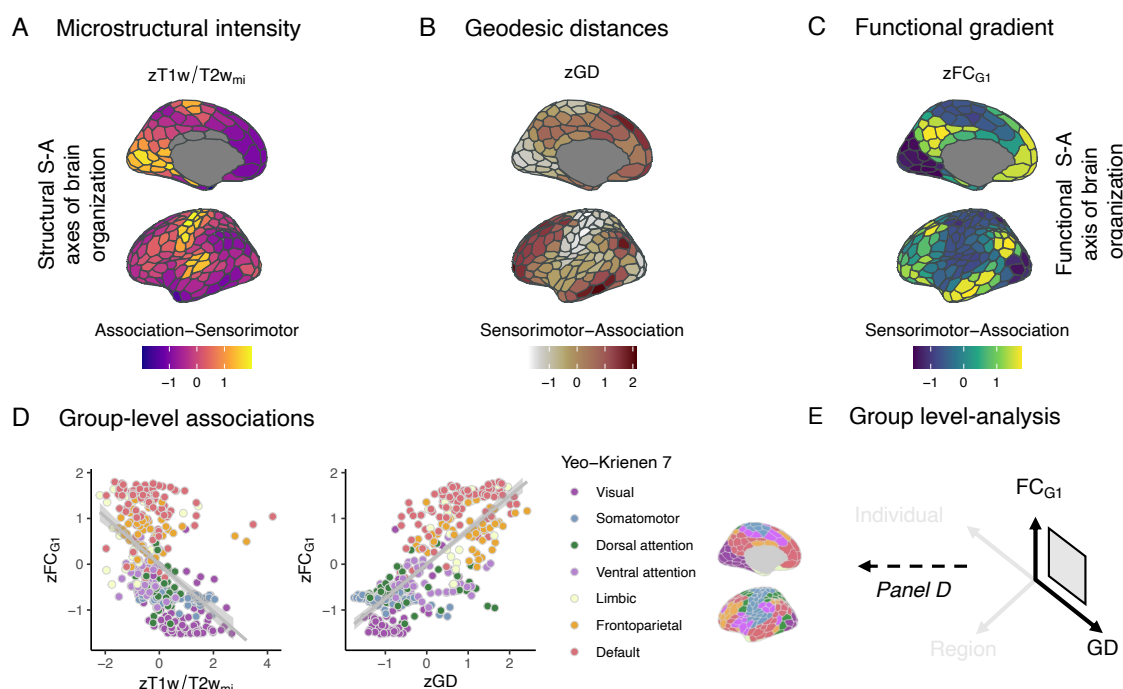 A Microstructural intensity
zT1w/T2wmi
Structural S-A
axes of brain
organization
Association−Sensorimotor
−1 0 1
B Geodesic distances
zGD
Sensorimotor−Association
−1 0 1 2
C Functional gradient
zFCG1
Functional S-A
axis of brain
organization
Sensorimotor−Association
−1 0 1
D Group-level associations
2
1
0
−1
zFCG1
−2 0 2 4
zT1w/T2wmi
2
1
0
−1
zFCG1
−1 0 1 2
zGD
Yeo−Krienen 7
Visual
Somatomotor
Dorsal attention
Ventral attention
Limbic
Frontoparietal
Default
E Group level-analysis
FCG1
Individual
Panel D
Region
GD